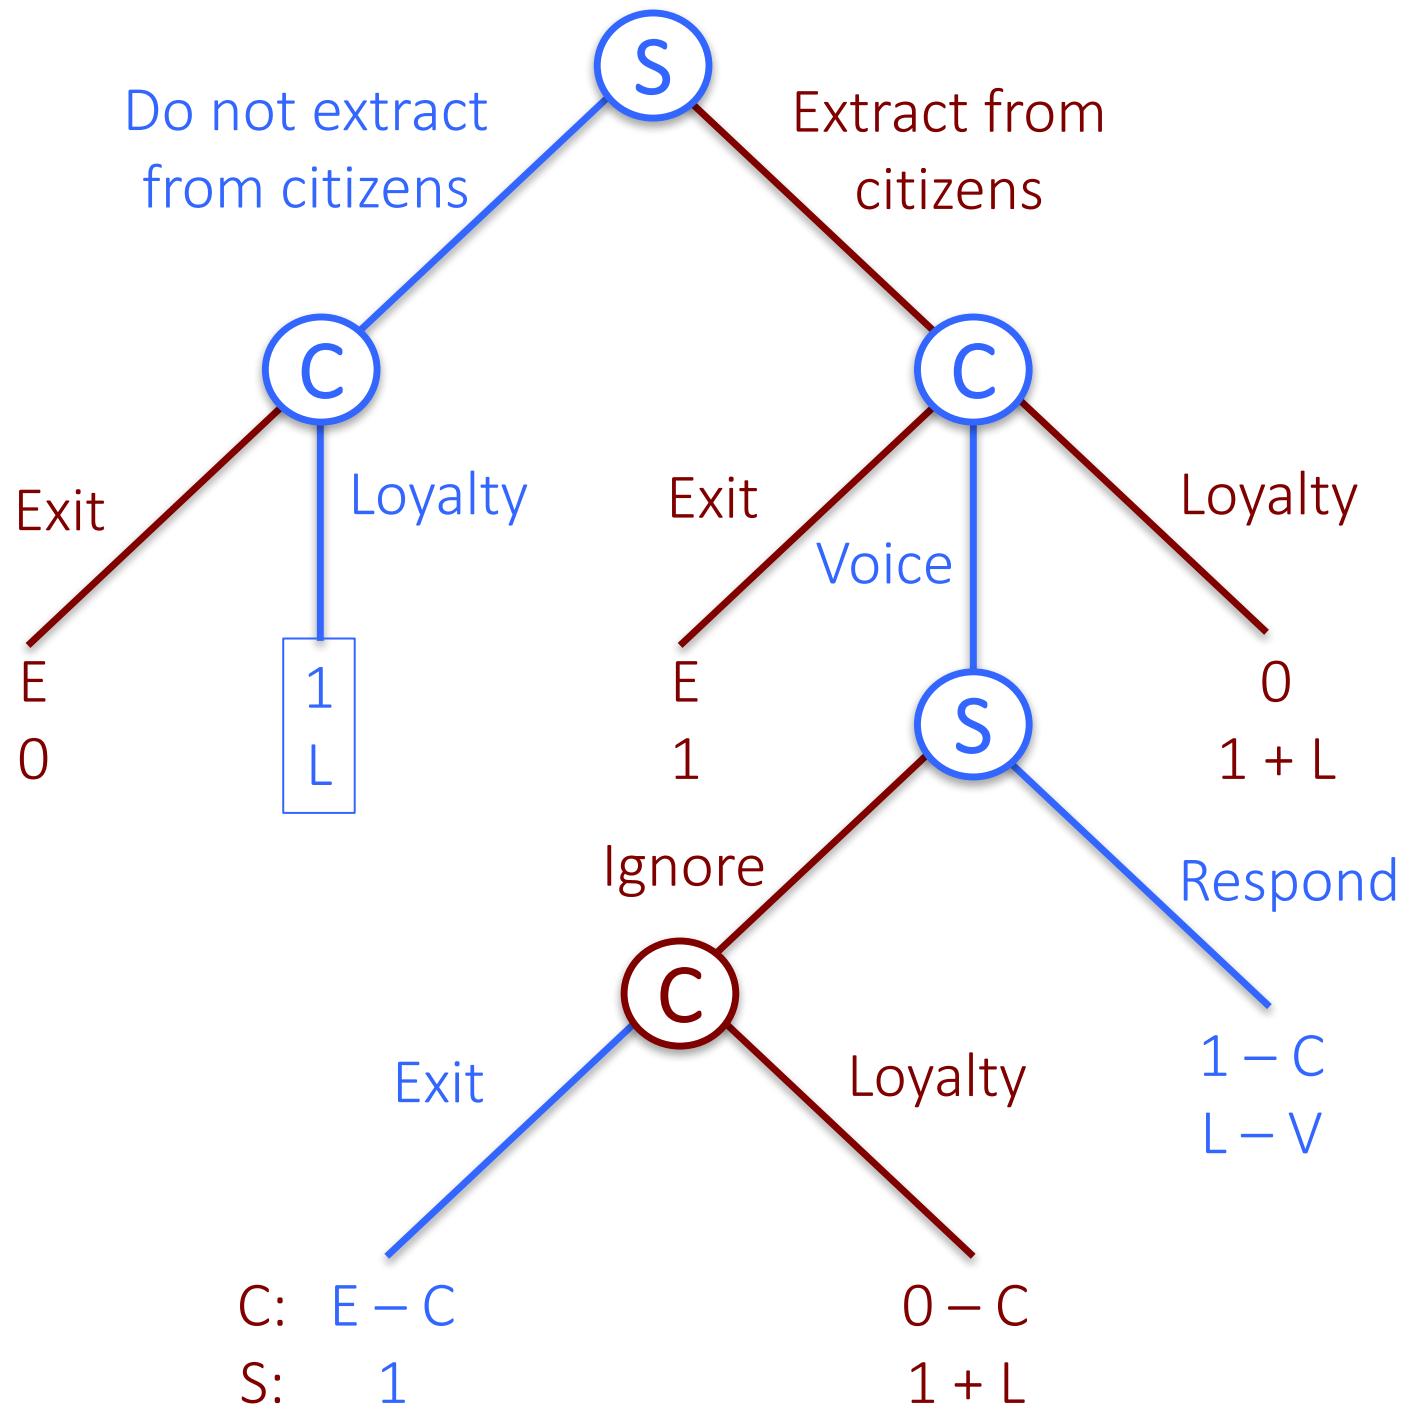 S
Do not extract
from citizens
Extract from
citizens
C
C
Exit
Loyalty
Exit
Voice
Loyalty
E
0
1
L
E
1
S
0
1 + L
Ignore
Respond
C
1 – C
L – V
Exit
Loyalty
C: E – C
S: 1
0 – C
1 + L